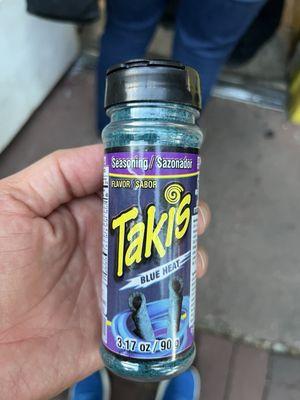 Seasoning/Sazonador
FLAVOR/SABOR
TAKIS
BLUE HEAT
3.17 oz/90 g